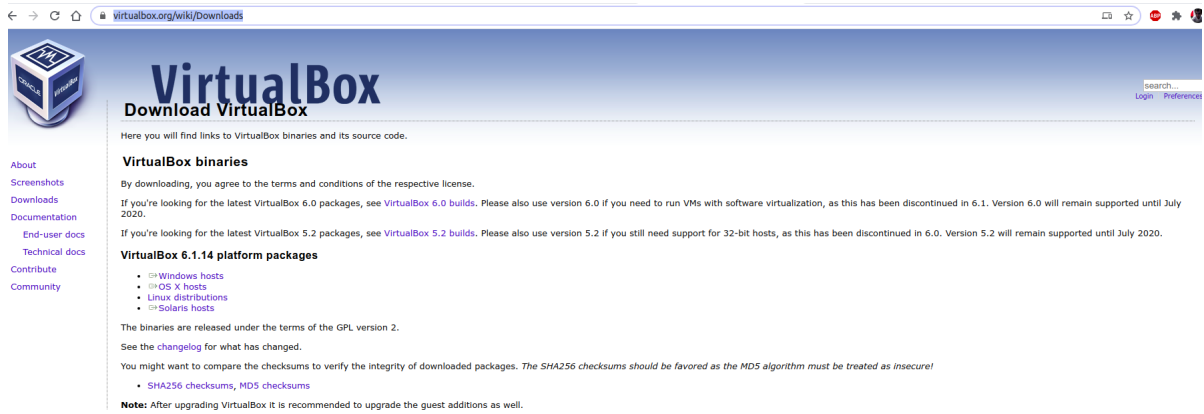 virtualbox.org/wiki/Downloads
ABP
VirtualBox
ORACLE
VirtualBox
search...
Login Preferences
Download VirtualBox
Here you will find links to VirtualBox binaries and its source code.
About
Screenshots
Downloads
Documentation
End-user docs
Technical docs
Contribute
Community
VirtualBox binaries
By downloading, you agree to the terms and conditions of the respective license.
If you're looking for the latest VirtualBox 6.0 packages, see VirtualBox 6.0 builds. Please also use version 6.0 if you need to run VMs with software virtualization, as this has been discontinued in 6.1. Version 6.0 will remain supported until July
2020.
If you're looking for the latest VirtualBox 5.2 packages, see VirtualBox 5.2 builds. Please also use version 5.2 if you still need support for 32-bit hosts, as this has been discontinued in 6.0. Version 5.2 will remain supported until July 2020.
VirtualBox 6.1.14 platform packages
• Windows hosts
• OS X hosts
• Linux distributions
• Solaris hosts
The binaries are released under the terms of the GPL version 2.
See the changelog for what has changed.
You might want to compare the checksums to verify the integrity of downloaded packages. The SHA256 checksums should be favored as the MD5 algorithm must be treated as insecure!
• SHA256 checksums, MD5 checksums
Note: After upgrading VirtualBox it is recommended to upgrade the guest additions as well.